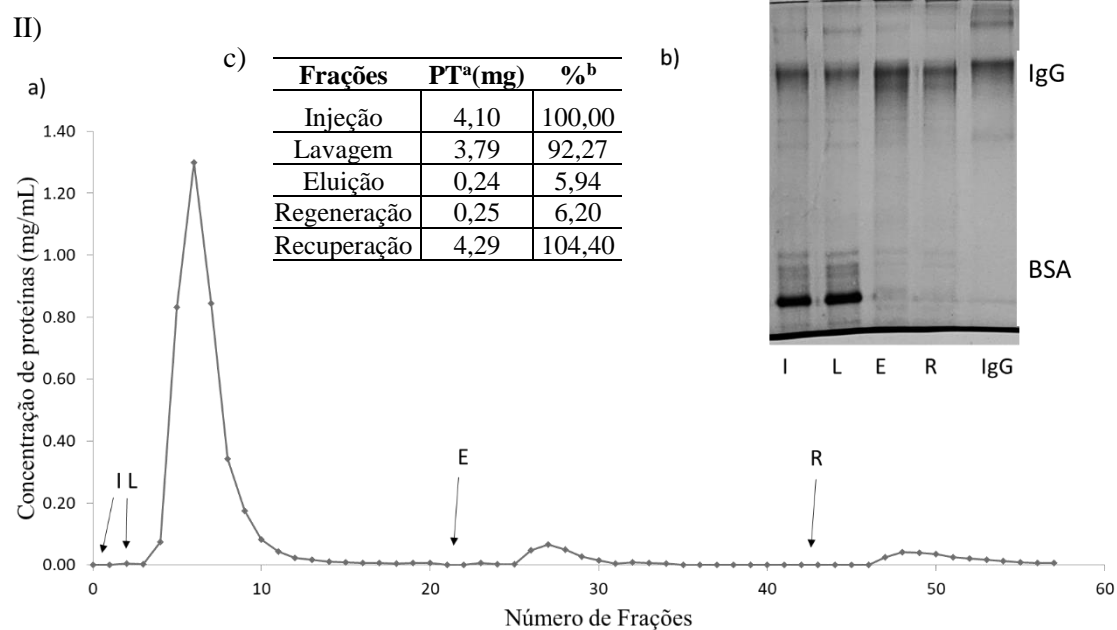 II)
c)
Frações PTᵃ(mg) %ᵇ
Injeção 4,10 100,00
Lavagem 3,79 92,27
Eluição 0,24 5,94
Regeneração 0,25 6,20
Recuperação 4,29 104,40
b)
IgG
BSA
I L E R IgG
a)
Concentração de proteínas (mg/mL)
1.40
1.20
1.00
0.80
0.60
0.40
0.20
0.00
I L
E
R
0 10 20 30 40 50 60
Número de Frações